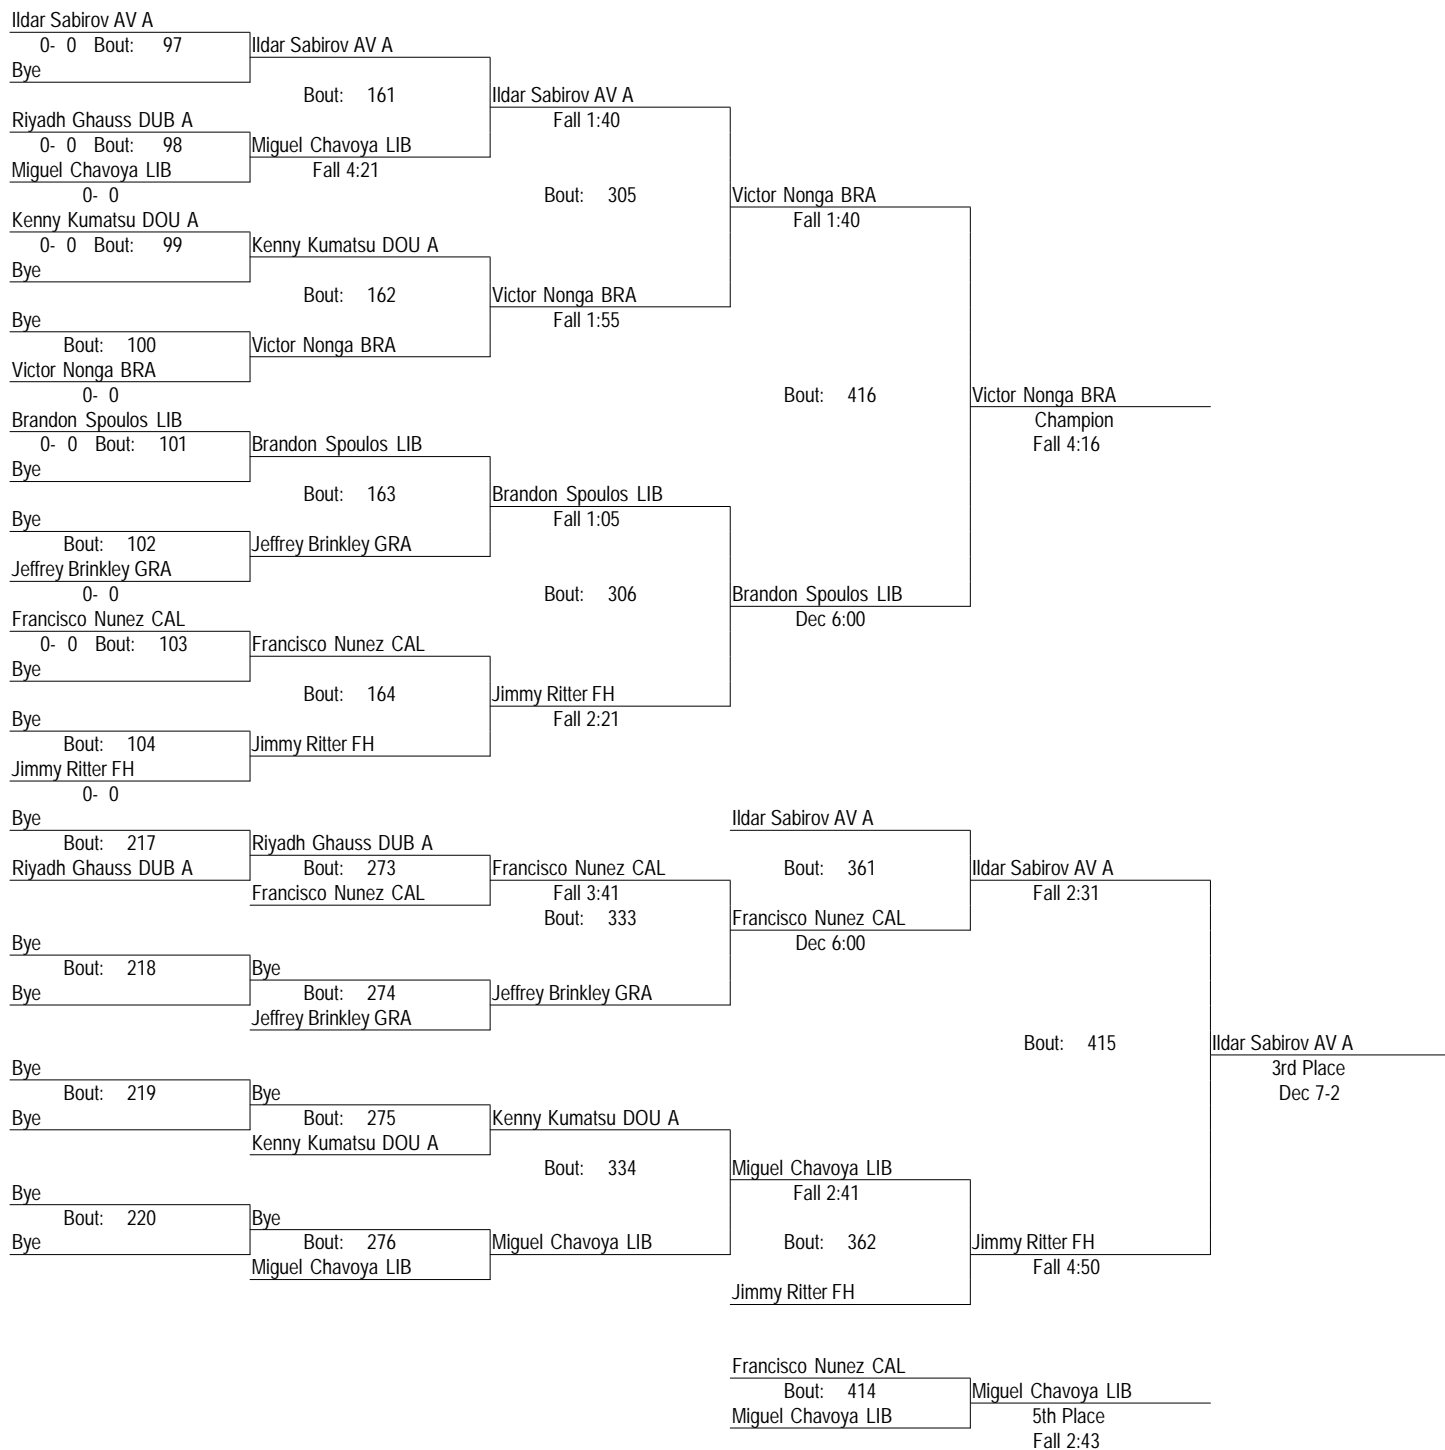 Ildar Sabirov AV A
0- 0 Bout: 97 Ildar Sabirov AV A
Bye
Bout: 161 Ildar Sabirov AV A
Riyadh Ghauss DUB A Fall 1:40
0- 0 Bout: 98 Miguel Chavoya LIB
Miguel Chavoya LIB Fall 4:21
0- 0 Bout: 305 Victor Nonga BRA
Kenny Kumatsu DOU A Fall 1:40
0- 0 Bout: 99 Kenny Kumatsu DOU A
Bye
Bout: 162 Victor Nonga BRA
Bye Fall 1:55
Bout: 100 Victor Nonga BRA
Victor Nonga BRA
0- 0 Bout: 416 Victor Nonga BRA
Brandon Spoulos LIB Champion
0- 0 Bout: 101 Brandon Spoulos LIB Fall 4:16
Bye
Bout: 163 Brandon Spoulos LIB
Bye Fall 1:05
Bout: 102 Jeffrey Brinkley GRA
Jeffrey Brinkley GRA
0- 0 Bout: 306 Brandon Spoulos LIB
Francisco Nunez CAL Dec 6:00
0- 0 Bout: 103 Francisco Nunez CAL
Bye
Bout: 164 Jimmy Ritter FH
Bye Fall 2:21
Bout: 104 Jimmy Ritter FH
Jimmy Ritter FH
0- 0
Bye Ildar Sabirov AV A
Bout: 217 Riyadh Ghauss DUB A
Riyadh Ghauss DUB A Bout: 273 Francisco Nunez CAL Bout: 361 Ildar Sabirov AV A
Francisco Nunez CAL Fall 3:41 Fall 2:31
Bout: 333 Francisco Nunez CAL
Bye Dec 6:00
Bout: 218 Bye
Bye Bout: 274 Jeffrey Brinkley GRA
Jeffrey Brinkley GRA
Bout: 415 Ildar Sabirov AV A
Bye 3rd Place
Bout: 219 Bye Dec 7-2
Bye Bout: 275 Kenny Kumatsu DOU A
Kenny Kumatsu DOU A
Bout: 334 Miguel Chavoya LIB
Bye Fall 2:41
Bout: 220 Bye
Bye Bout: 276 Miguel Chavoya LIB Bout: 362 Jimmy Ritter FH
Miguel Chavoya LIB Fall 4:50
Jimmy Ritter FH
Francisco Nunez CAL
Bout: 414 Miguel Chavoya LIB
Miguel Chavoya LIB 5th Place
Fall 2:43